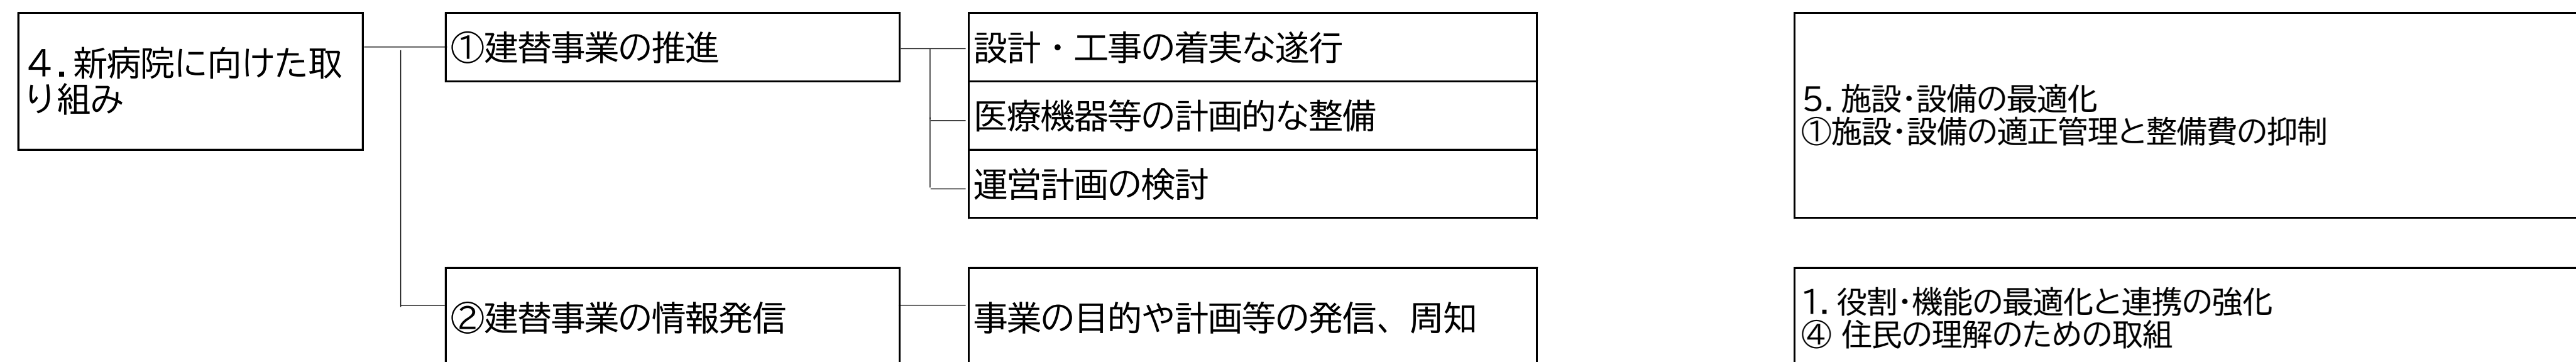 ４．新病院に向けた取
り組み
①建替事業の推進
設計・工事の着実な遂行
医療機器等の計画的な整備
運営計画の検討
5．施設･設備の最適化
①施設･設備の適正管理と整備費の抑制
②建替事業の情報発信
事業の目的や計画等の発信、周知
1．役割･機能の最適化と連携の強化
④ 住民の理解のための取組